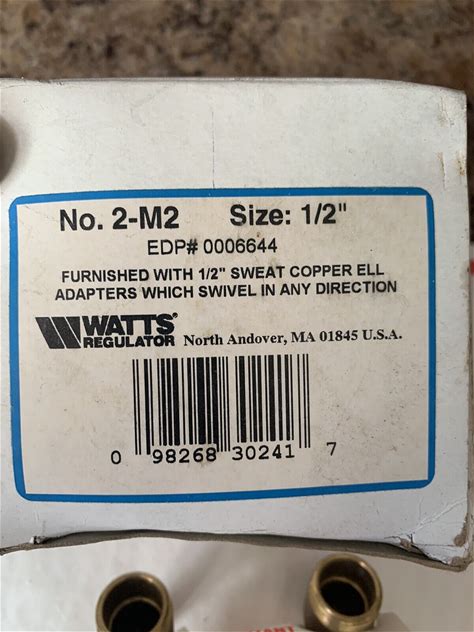 No. 2-M2 Size: 1/2"
EDP# 0006644
FURNISHED WITH 1/2" SWEAT COPPER ELL
ADAPTERS WHICH SWIVEL IN ANY DIRECTION
WATTS®
REGULATOR North Andover, MA 01845 U.S.A.
0 98268 30241 7